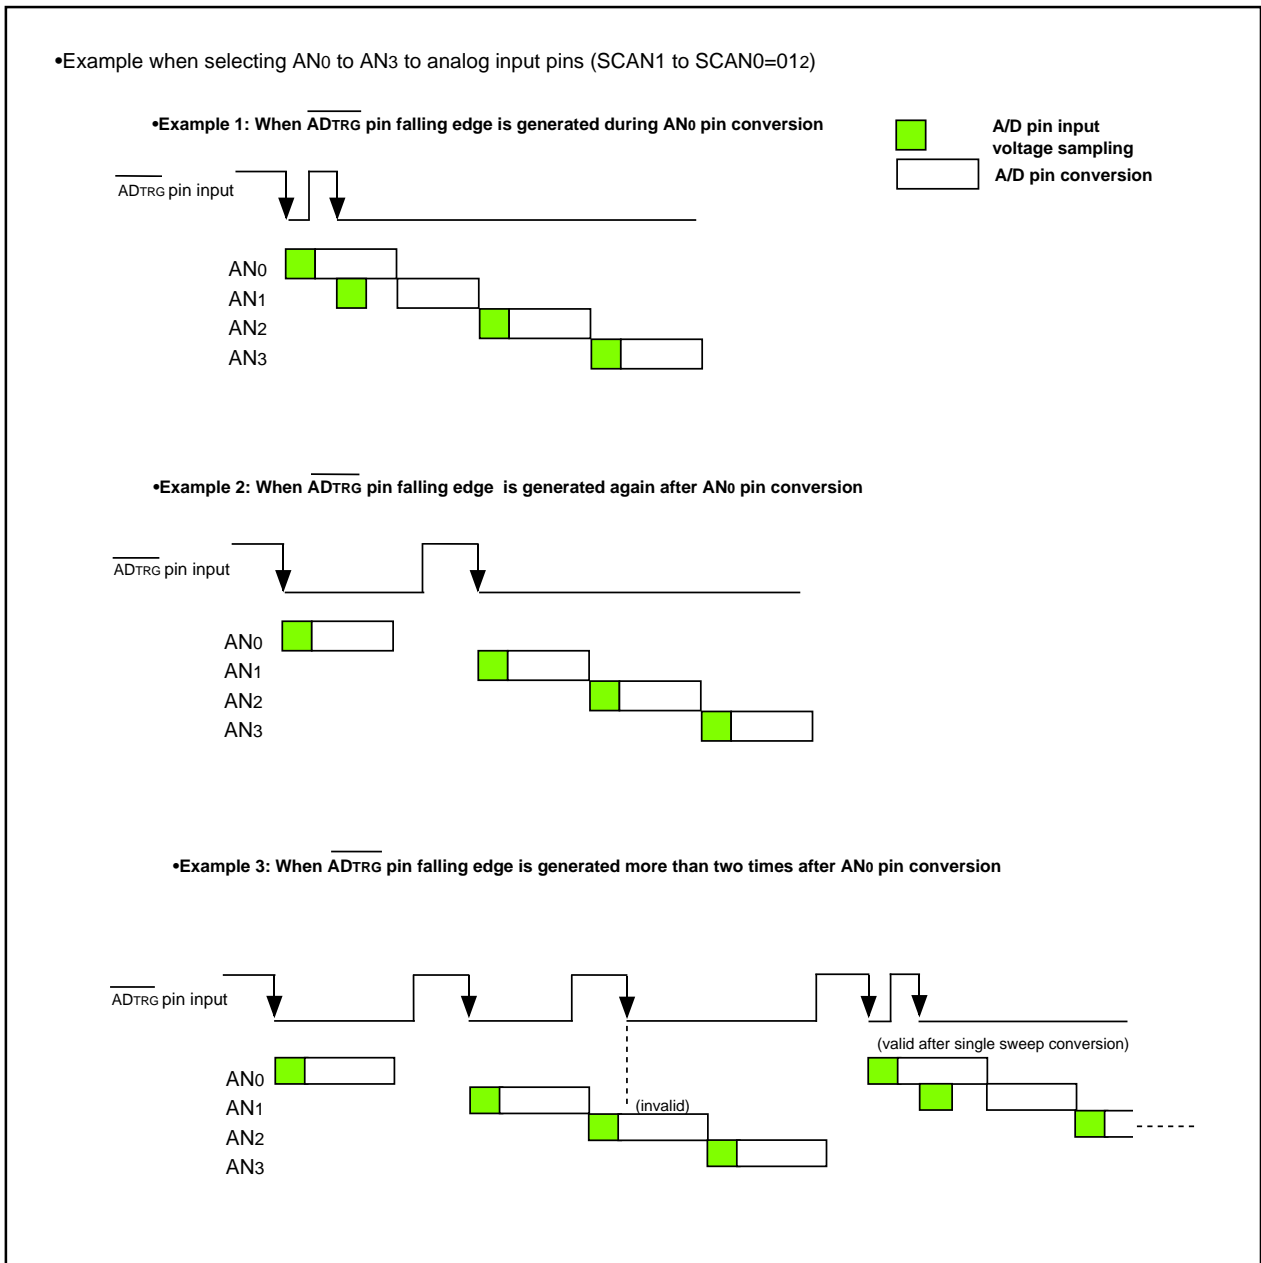 •Example when selecting AN0 to AN3 to analog input pins (SCAN1 to SCAN0=012)
•Example 1: When ADTRG pin falling edge is generated during AN0 pin conversion
A/D pin input
voltage sampling
A/D pin conversion
ADTRG pin input
AN0
AN1
AN2
AN3
•Example 2: When ADTRG pin falling edge is generated again after AN0 pin conversion
ADTRG pin input
AN0
AN1
AN2
AN3
•Example 3: When ADTRG pin falling edge is generated more than two times after AN0 pin conversion
ADTRG pin input
(valid after single sweep conversion)
AN0
AN1
(invalid)
AN2
AN3